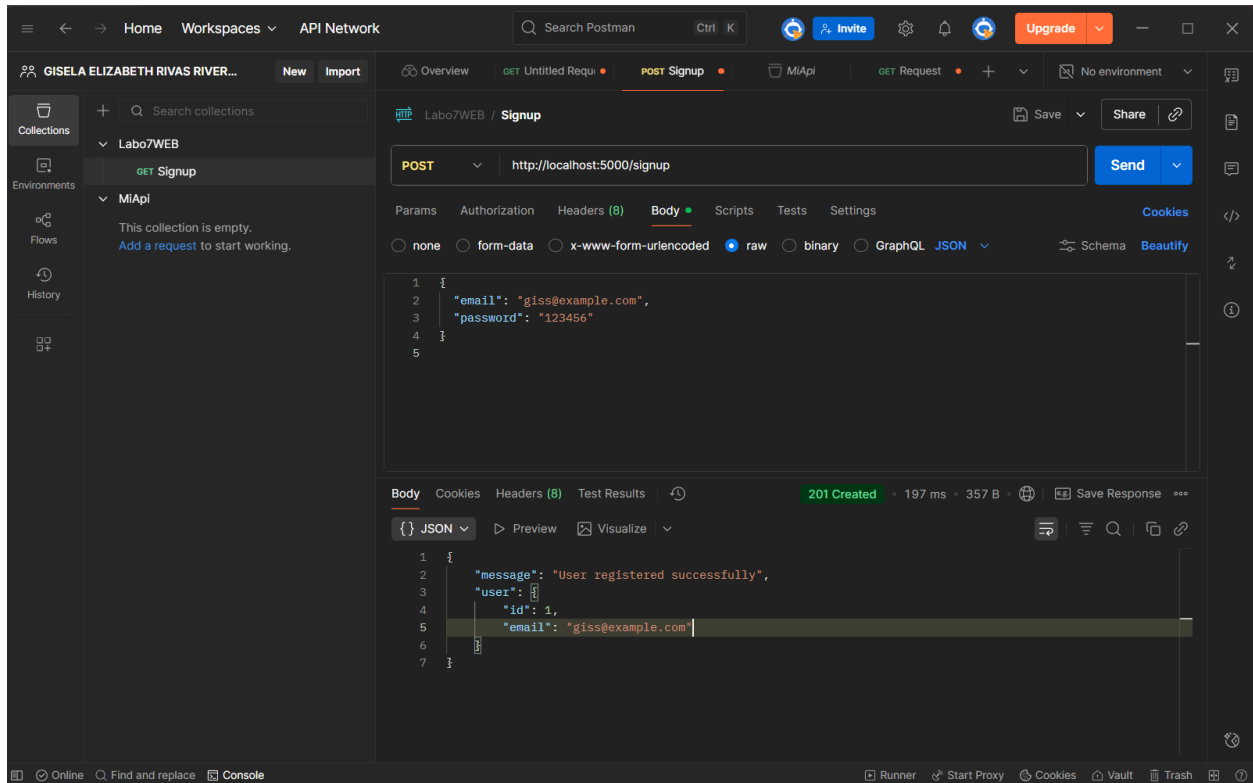 Home Workspaces API Network Search Postman Ctrl K Invite Upgrade
GISELA ELIZABETH RIVAS RIVER... New Import Overview GET Untitled Requ POST Signup MiApi GET Request No environment
Collections
Environments
Flows
History
Search collections
Labo7WEB
GET Signup
MiApi
This collection is empty.
Add a request to start working.
HTTP Labo7WEB / Signup Save Share
POST http://localhost:5000/signup Send
Params Authorization Headers (8) Body Scripts Tests Settings Cookies
none form-data x-www-form-urlencoded raw binary GraphQL JSON Schema Beautify
1 {
2 "email": "giss@example.com",
3 "password": "123456"
4 }
5
Body Cookies Headers (8) Test Results 201 Created 197 ms 357 B e.g. Save Response
{} JSON Preview Visualize
1 {
2 "message": "User registered successfully",
3 "user": {
4 "id": 1,
5 "email": "giss@example.com"
6 }
7 }
Online Find and replace Console Runner Start Proxy Cookies Vault Trash